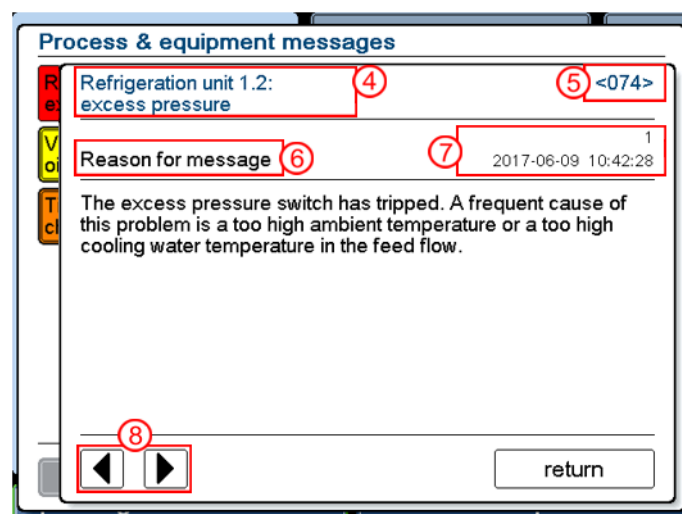 Process & equipment messages
Refrigeration unit 1.2:
excess pressure
④
⑤
<074>
Reason for message
⑥
⑦
1
2017-06-09 10:42:28
The excess pressure switch has tripped. A frequent cause of
this problem is a too high ambient temperature or a too high
cooling water temperature in the feed flow.
⑧
return